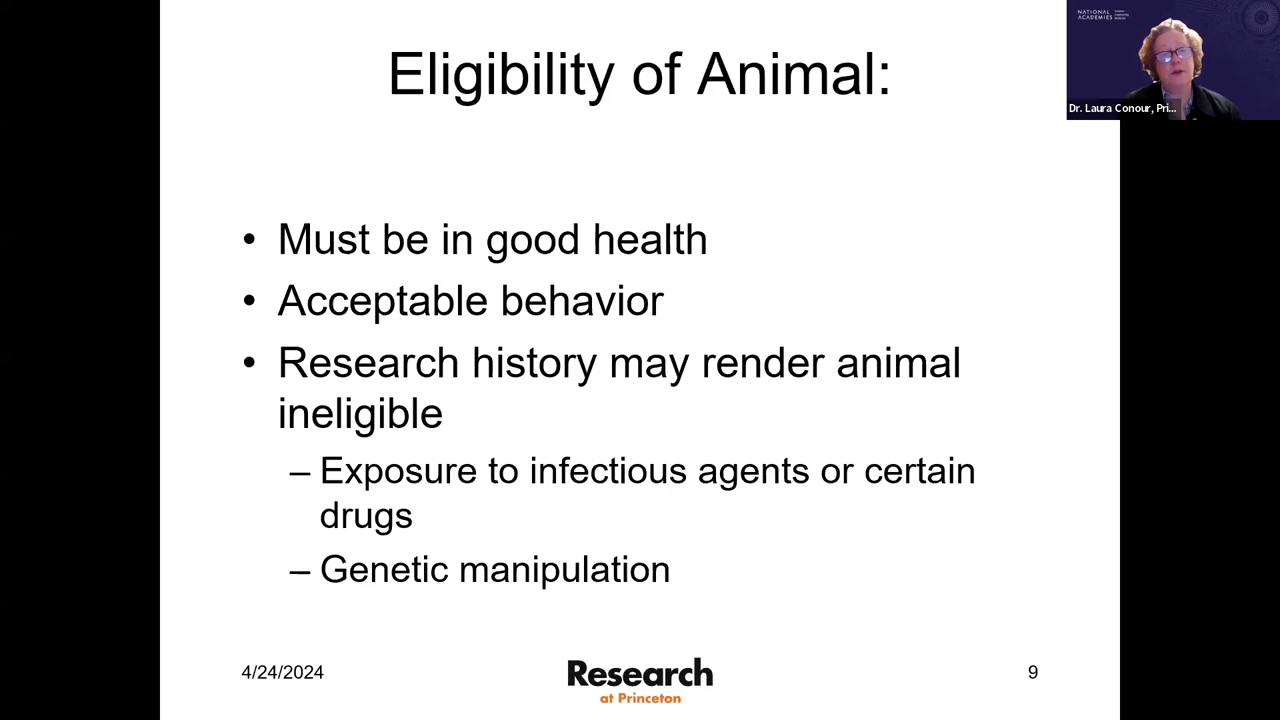 Eligibility of Animal:
NATIONAL
ACADEMIES
Dr. Laura Conour, Pri...
• Must be in good health
• Acceptable behavior
• Research history may render animal
ineligible
– Exposure to infectious agents or certain
drugs
– Genetic manipulation
4/24/2024
Research
at Princeton
9